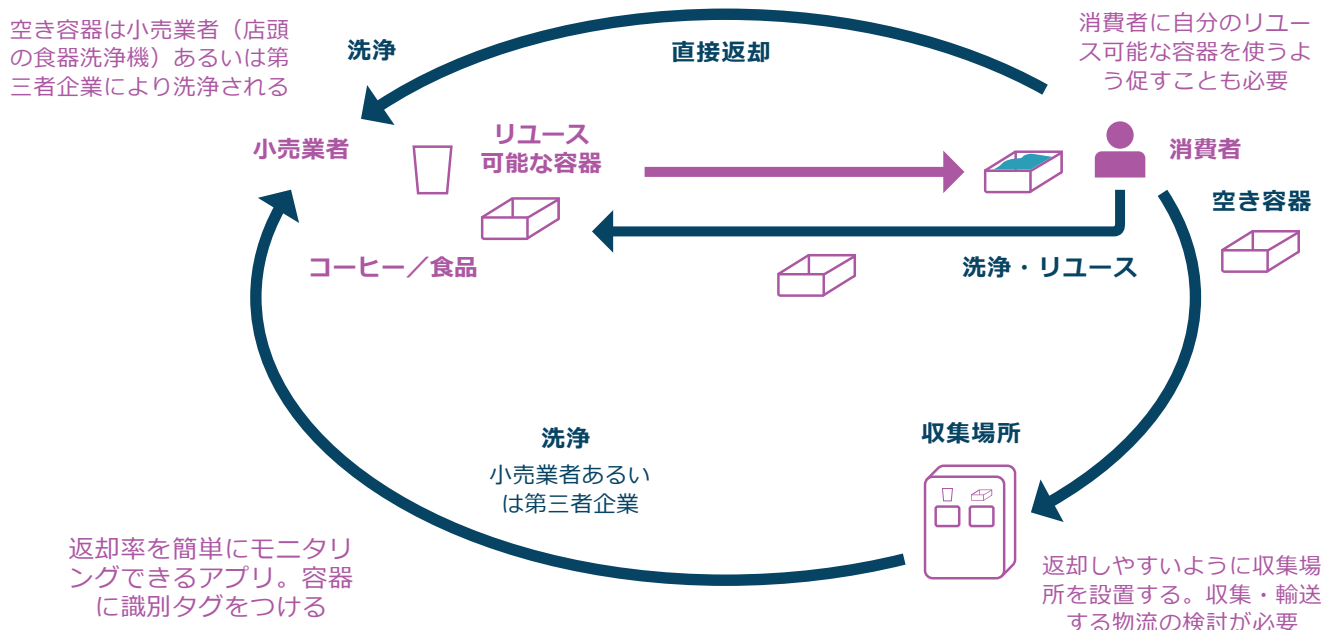 空き容器は小売業者（店頭
の食器洗浄機）あるいは第
三者企業により洗浄される
洗浄
直接返却
消費者に自分のリユー
ス可能な容器を使うよ
う促すことも必要
小売業者
リユース
可能な容器
消費者
空き容器
コーヒー／食品
洗浄・リユース
洗浄
小売業者あるい
は第三者企業
収集場所
返却率を簡単にモニタリ
ングできるアプリ。容器
に識別タグをつける
返却しやすいように収集場
所を設置する。収集・輸送
する物流の検討が必要